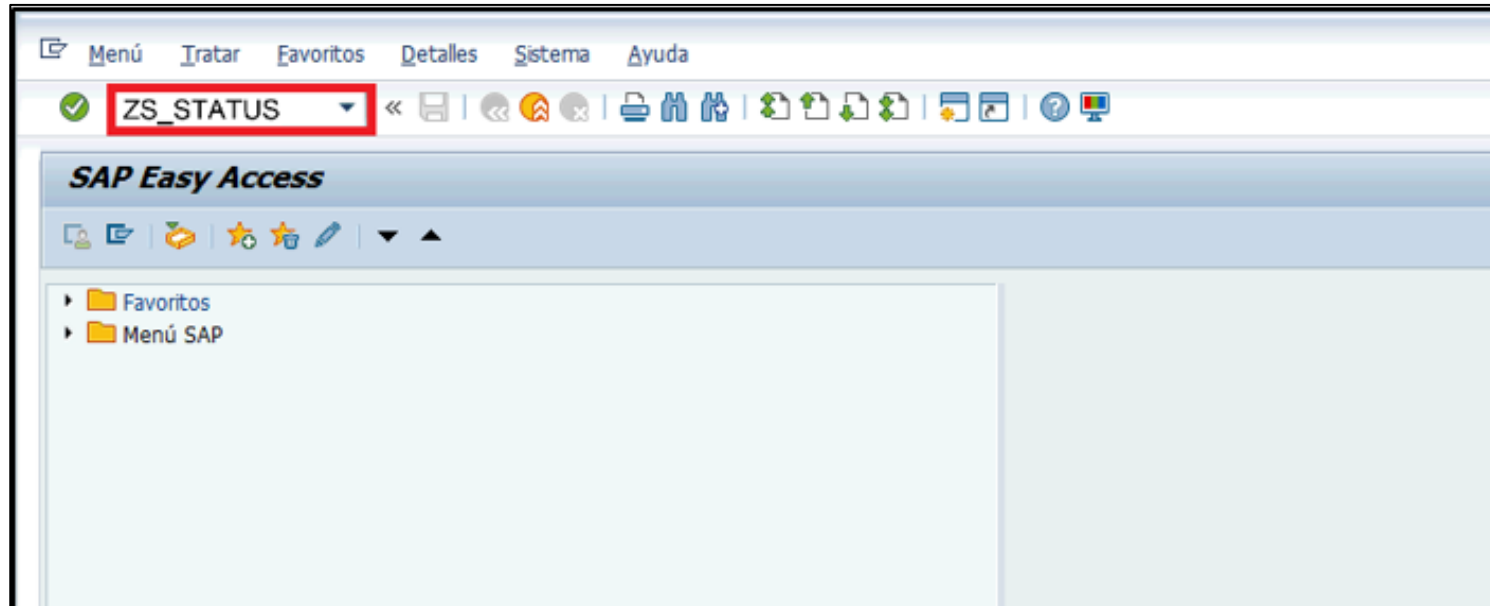 Menú Tratar Favoritos Detalles Sistema Ayuda
ZS_STATUS
SAP Easy Access
Favoritos
Menú SAP